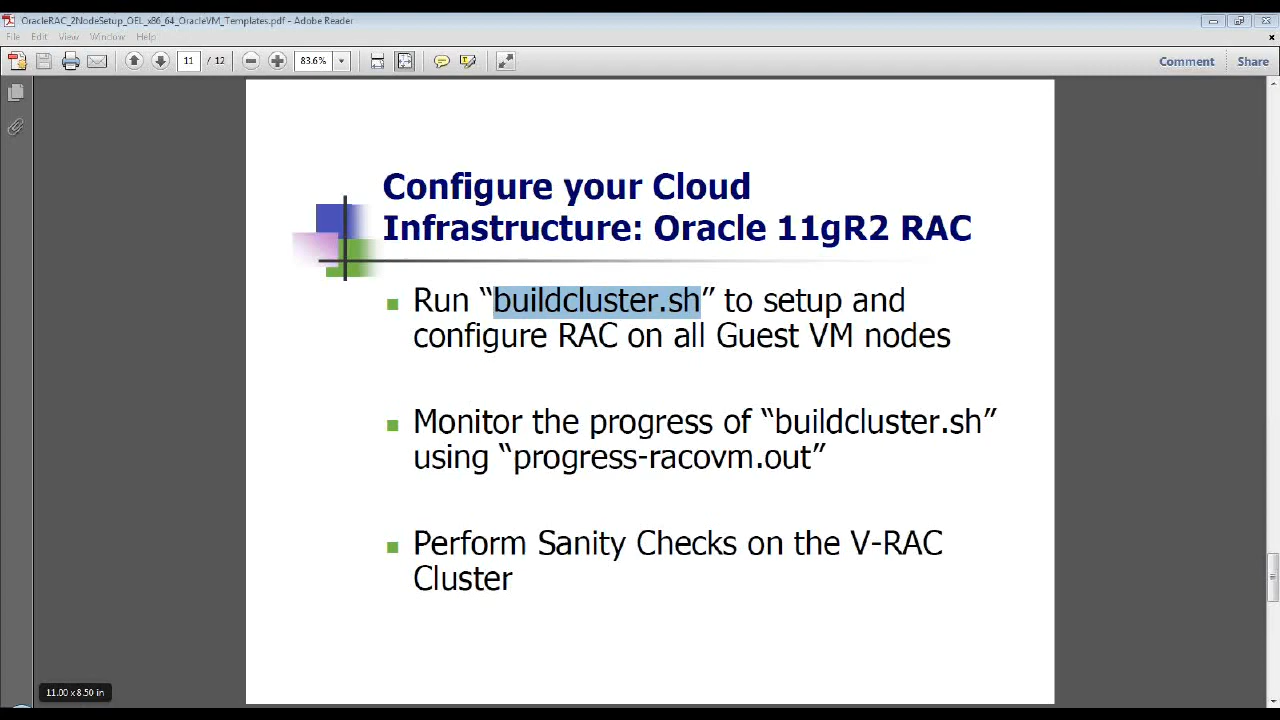 OracleRAC_2NodeSetup_OEL_x86_64_OracleVM_Templates.pdf - Adobe Reader
File Edit View Window Help
11 / 12 83.6% Comment Share
Configure your Cloud
Infrastructure: Oracle 11gR2 RAC
Run “buildcluster.sh” to setup and
configure RAC on all Guest VM nodes
Monitor the progress of “buildcluster.sh”
using “progress-racovm.out”
Perform Sanity Checks on the V-RAC
Cluster
11.00 x 8.50 in